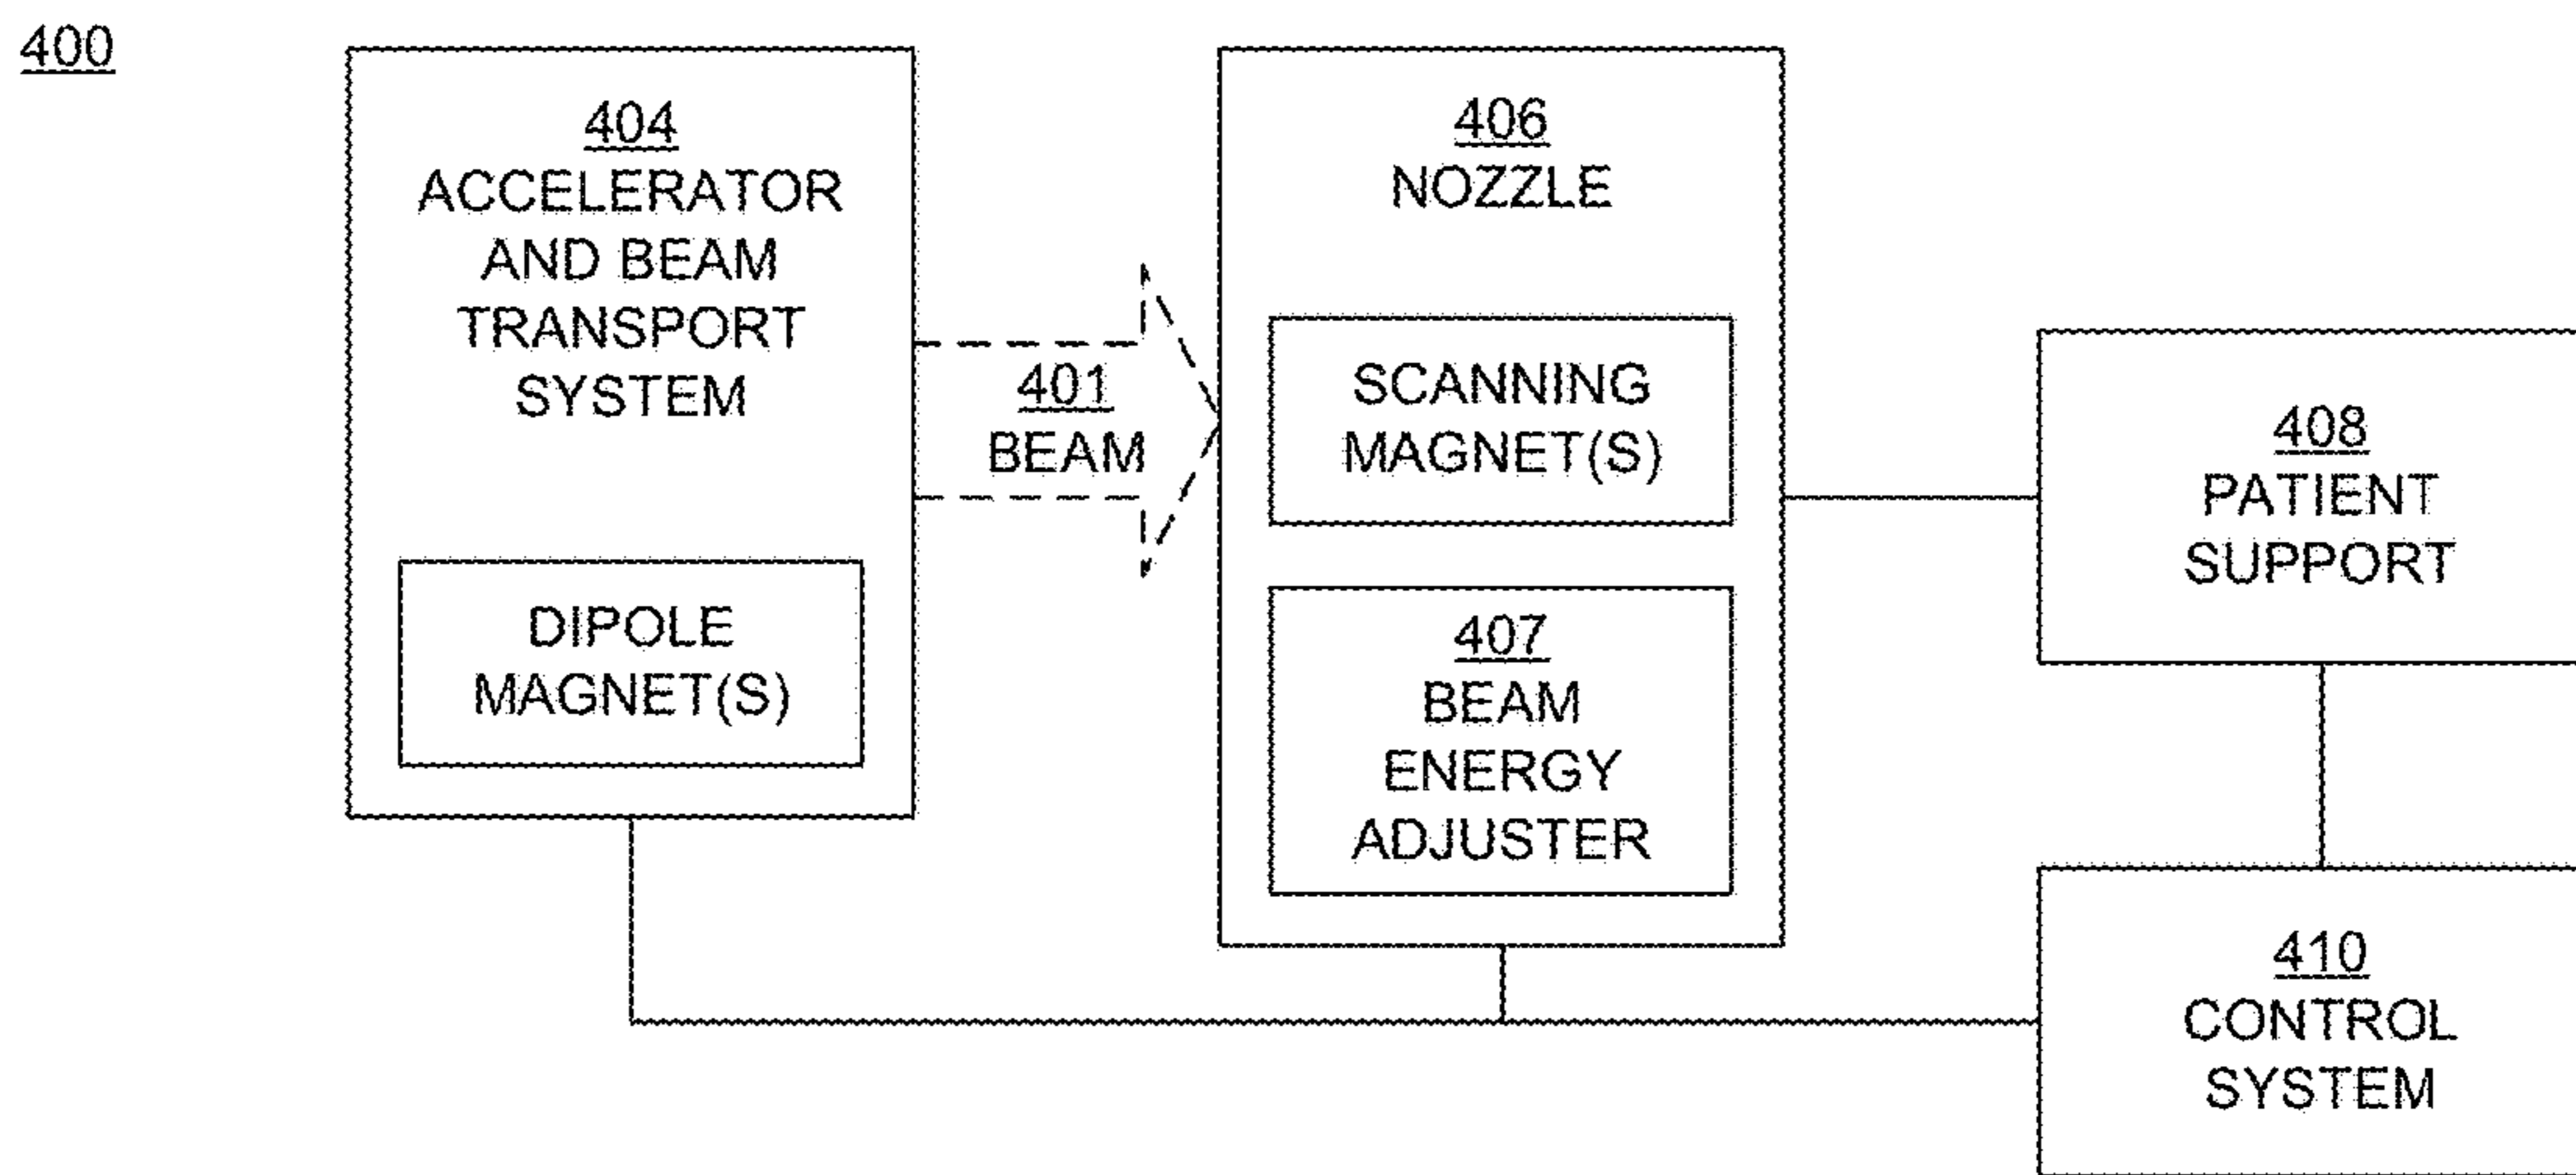 400
404
ACCELERATOR
AND BEAM
TRANSPORT
SYSTEM
DIPOLE
MAGNET(S)
401
BEAM
406
NOZZLE
SCANNING
MAGNET(S)
407
BEAM
ENERGY
ADJUSTER
408
PATIENT
SUPPORT
410
CONTROL
SYSTEM